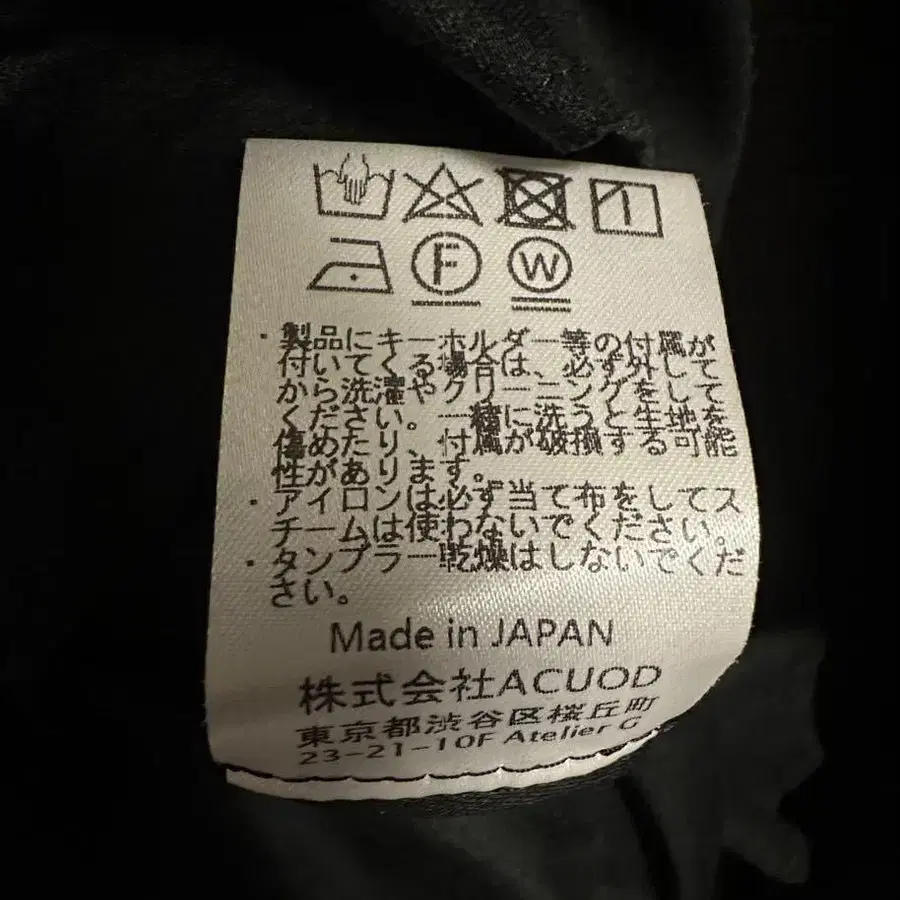 F W
・製品にキーホルダー等の付属が
付いてくる場合は、必ず外して
から洗濯やクリーニングをして
ください。一緒に洗うと生地を
傷めたり、付属が破損する可能
性があります。
・アイロンは必ず当て布をしてス
チームは使わないでください。
・タンブラー乾燥はしないでくだ
さい。
Made in JAPAN
株式会社ACUOD
東京都渋谷区桜丘町
23-21-10F Atelier G